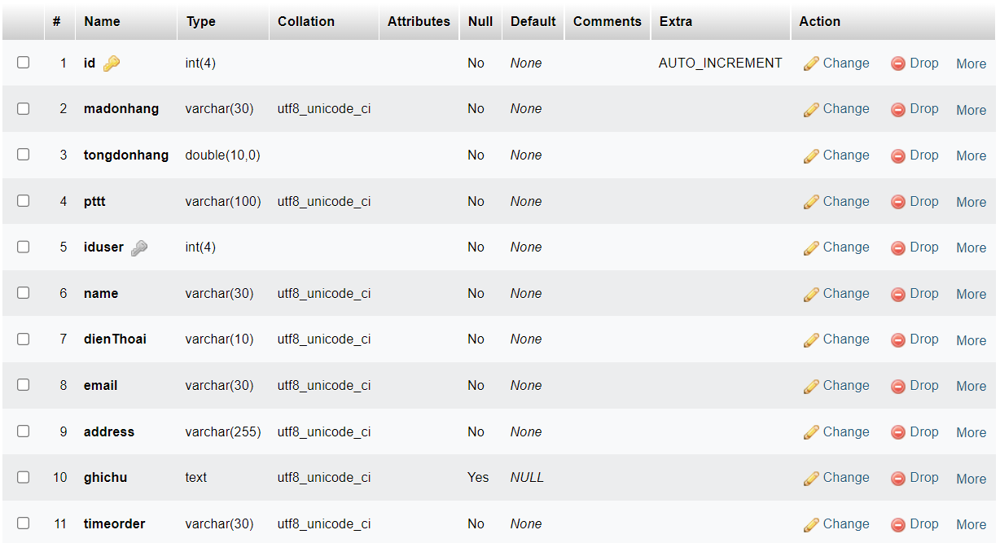 # Name Type Collation Attributes Null Default Comments Extra Action
1 id int(4) No None AUTO_INCREMENT Change Drop More
2 madonhang varchar(30) utf8_unicode_ci No None Change Drop More
3 tongdonhang double(10,0) No None Change Drop More
4 pttt varchar(100) utf8_unicode_ci No None Change Drop More
5 iduser int(4) No None Change Drop More
6 name varchar(30) utf8_unicode_ci No None Change Drop More
7 dienThoai varchar(10) utf8_unicode_ci No None Change Drop More
8 email varchar(30) utf8_unicode_ci No None Change Drop More
9 address varchar(255) utf8_unicode_ci No None Change Drop More
10 ghichu text utf8_unicode_ci Yes NULL Change Drop More
11 timeorder varchar(30) utf8_unicode_ci No None Change Drop More